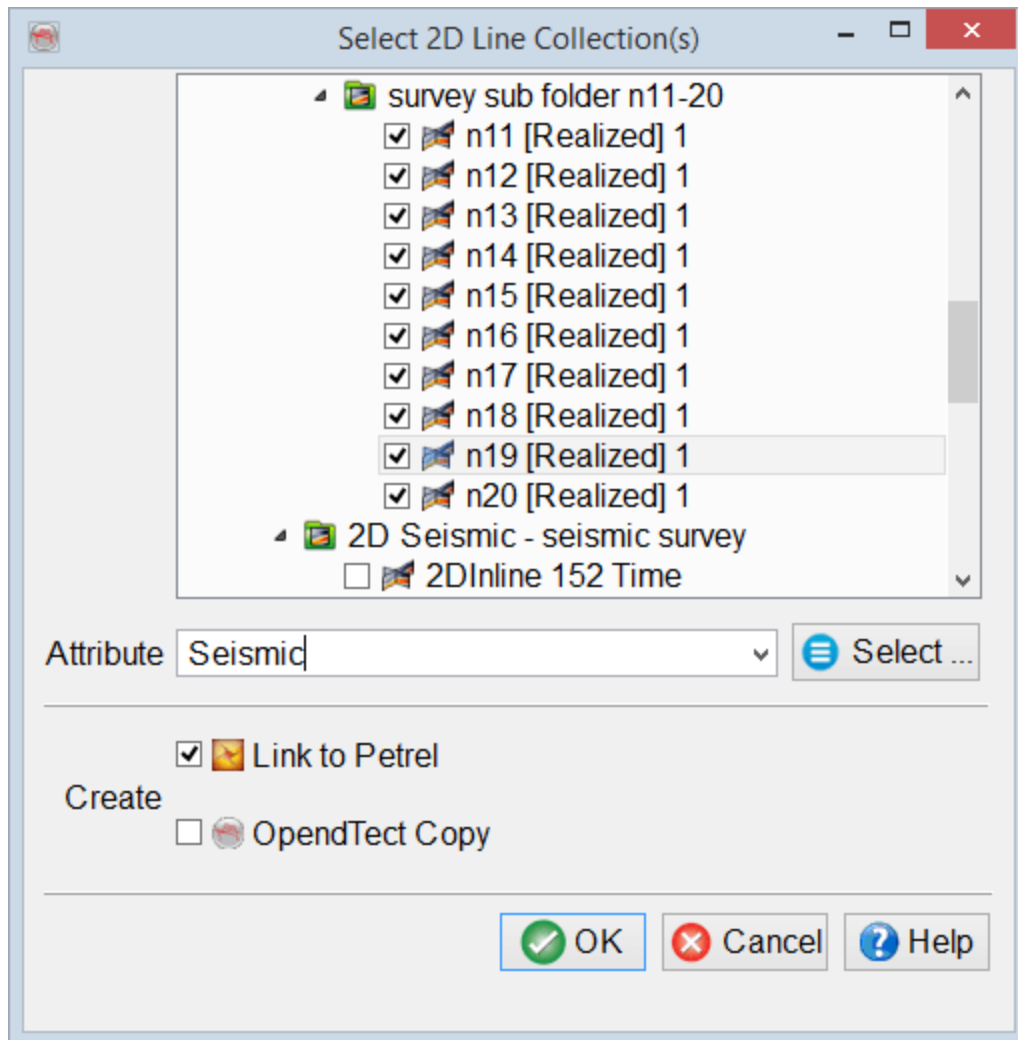 Select 2D Line Collection(s)
survey sub folder n11-20
n11 [Realized] 1
n12 [Realized] 1
n13 [Realized] 1
n14 [Realized] 1
n15 [Realized] 1
n16 [Realized] 1
n17 [Realized] 1
n18 [Realized] 1
n19 [Realized] 1
n20 [Realized] 1
2D Seismic - seismic survey
2DInline 152 Time
Attribute Seismic Select ...
Link to Petrel
Create
OpendTect Copy
OK Cancel Help